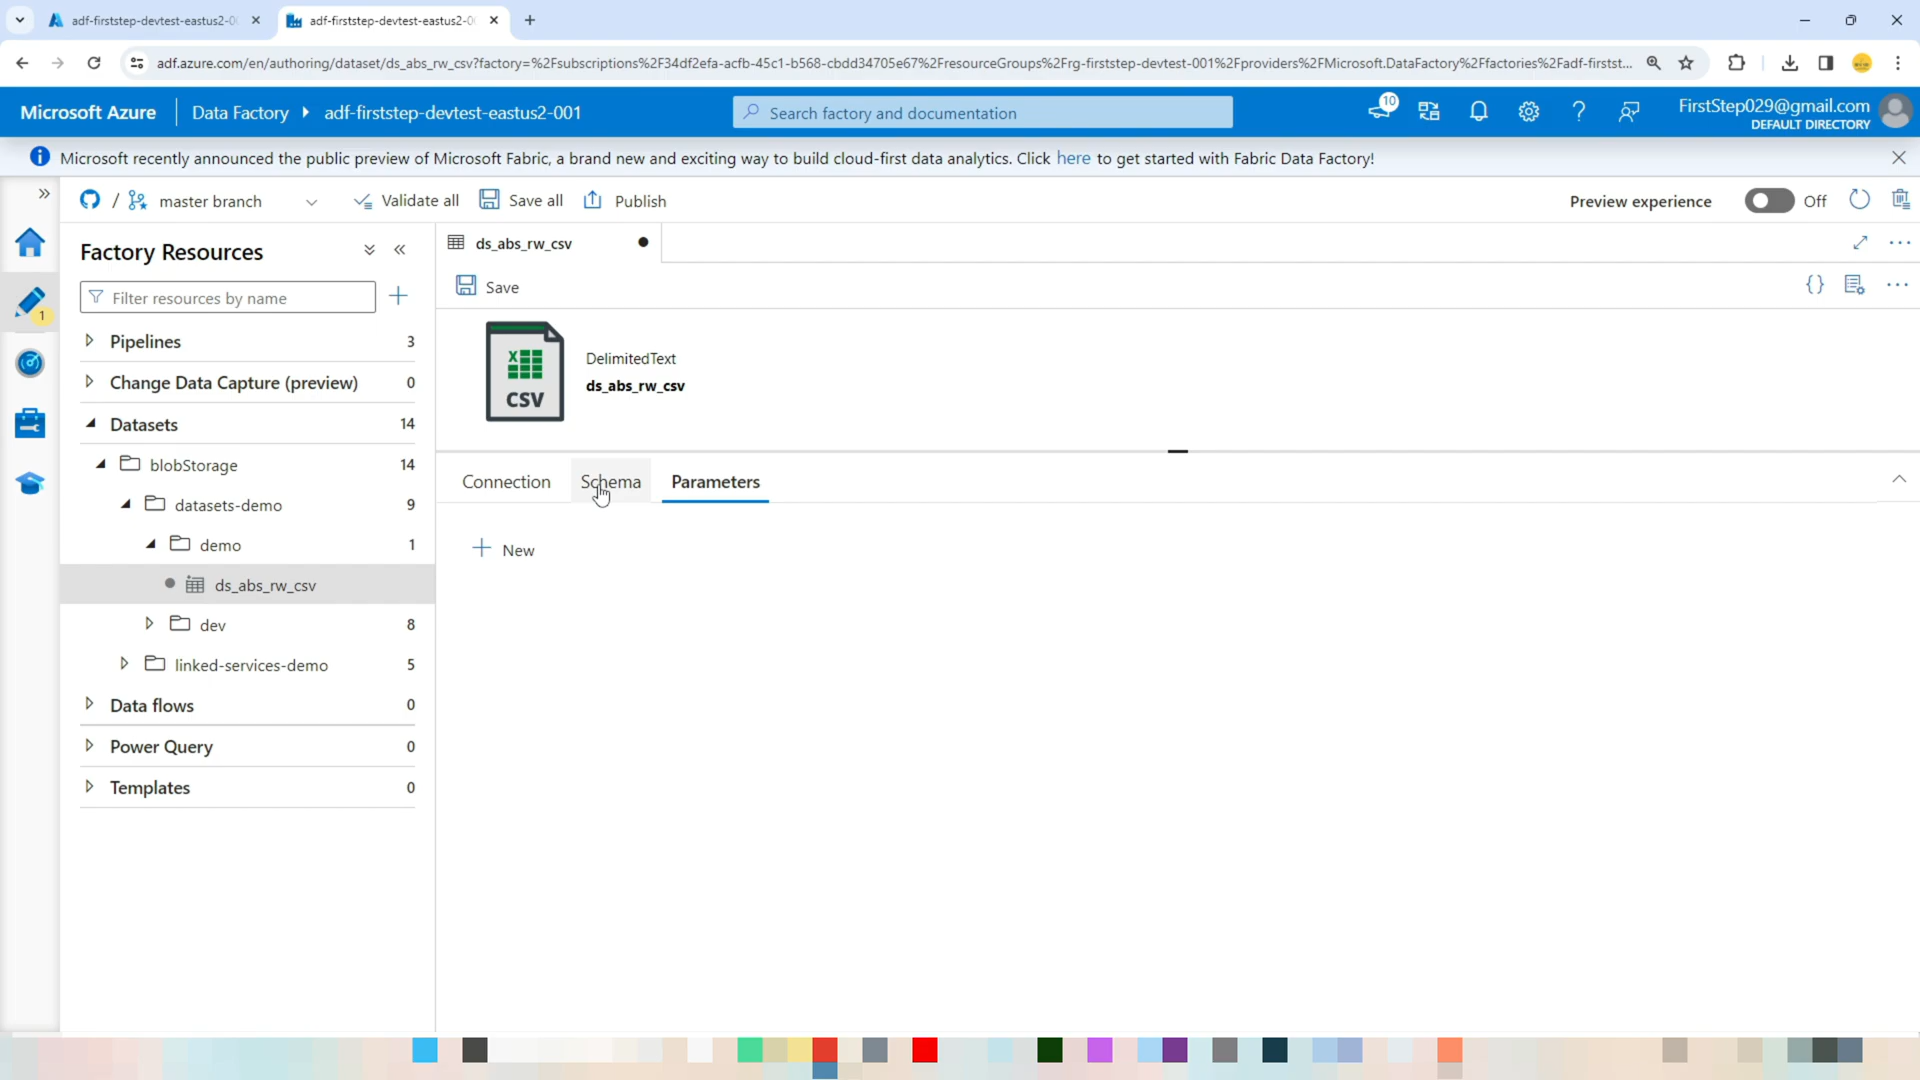 adf-firststep-devtest-eastus2-0
adf-firststep-devtest-eastus2-0
adf.azure.com/en/authoring/dataset/ds_abs_rw_csv?factory=%2Fsubscriptions%2F34df2efa-acfb-45c1-b568-cbdd34705e67%2FresourceGroups%2Frg-firststep-devtest-001%2Fproviders%2FMicrosoft.DataFactory%2Ffactories%2Fadf-firstst...
Microsoft Azure
Data Factory
adf-firststep-devtest-eastus2-001
Search factory and documentation
10
FirstStep029@gmail.com
DEFAULT DIRECTORY
Microsoft recently announced the public preview of Microsoft Fabric, a brand new and exciting way to build cloud-first data analytics. Click here to get started with Fabric Data Factory!
/ master branch
Validate all
Save all
Publish
Preview experience
Off
Factory Resources
Filter resources by name
1
Pipelines 3
Change Data Capture (preview) 0
Datasets 14
blobStorage 14
datasets-demo 9
demo 1
ds_abs_rw_csv
dev 8
linked-services-demo 5
Data flows 0
Power Query 0
Templates 0
ds_abs_rw_csv
Save
{}
X
CSV
DelimitedText
ds_abs_rw_csv
Connection
Schema
Parameters
New